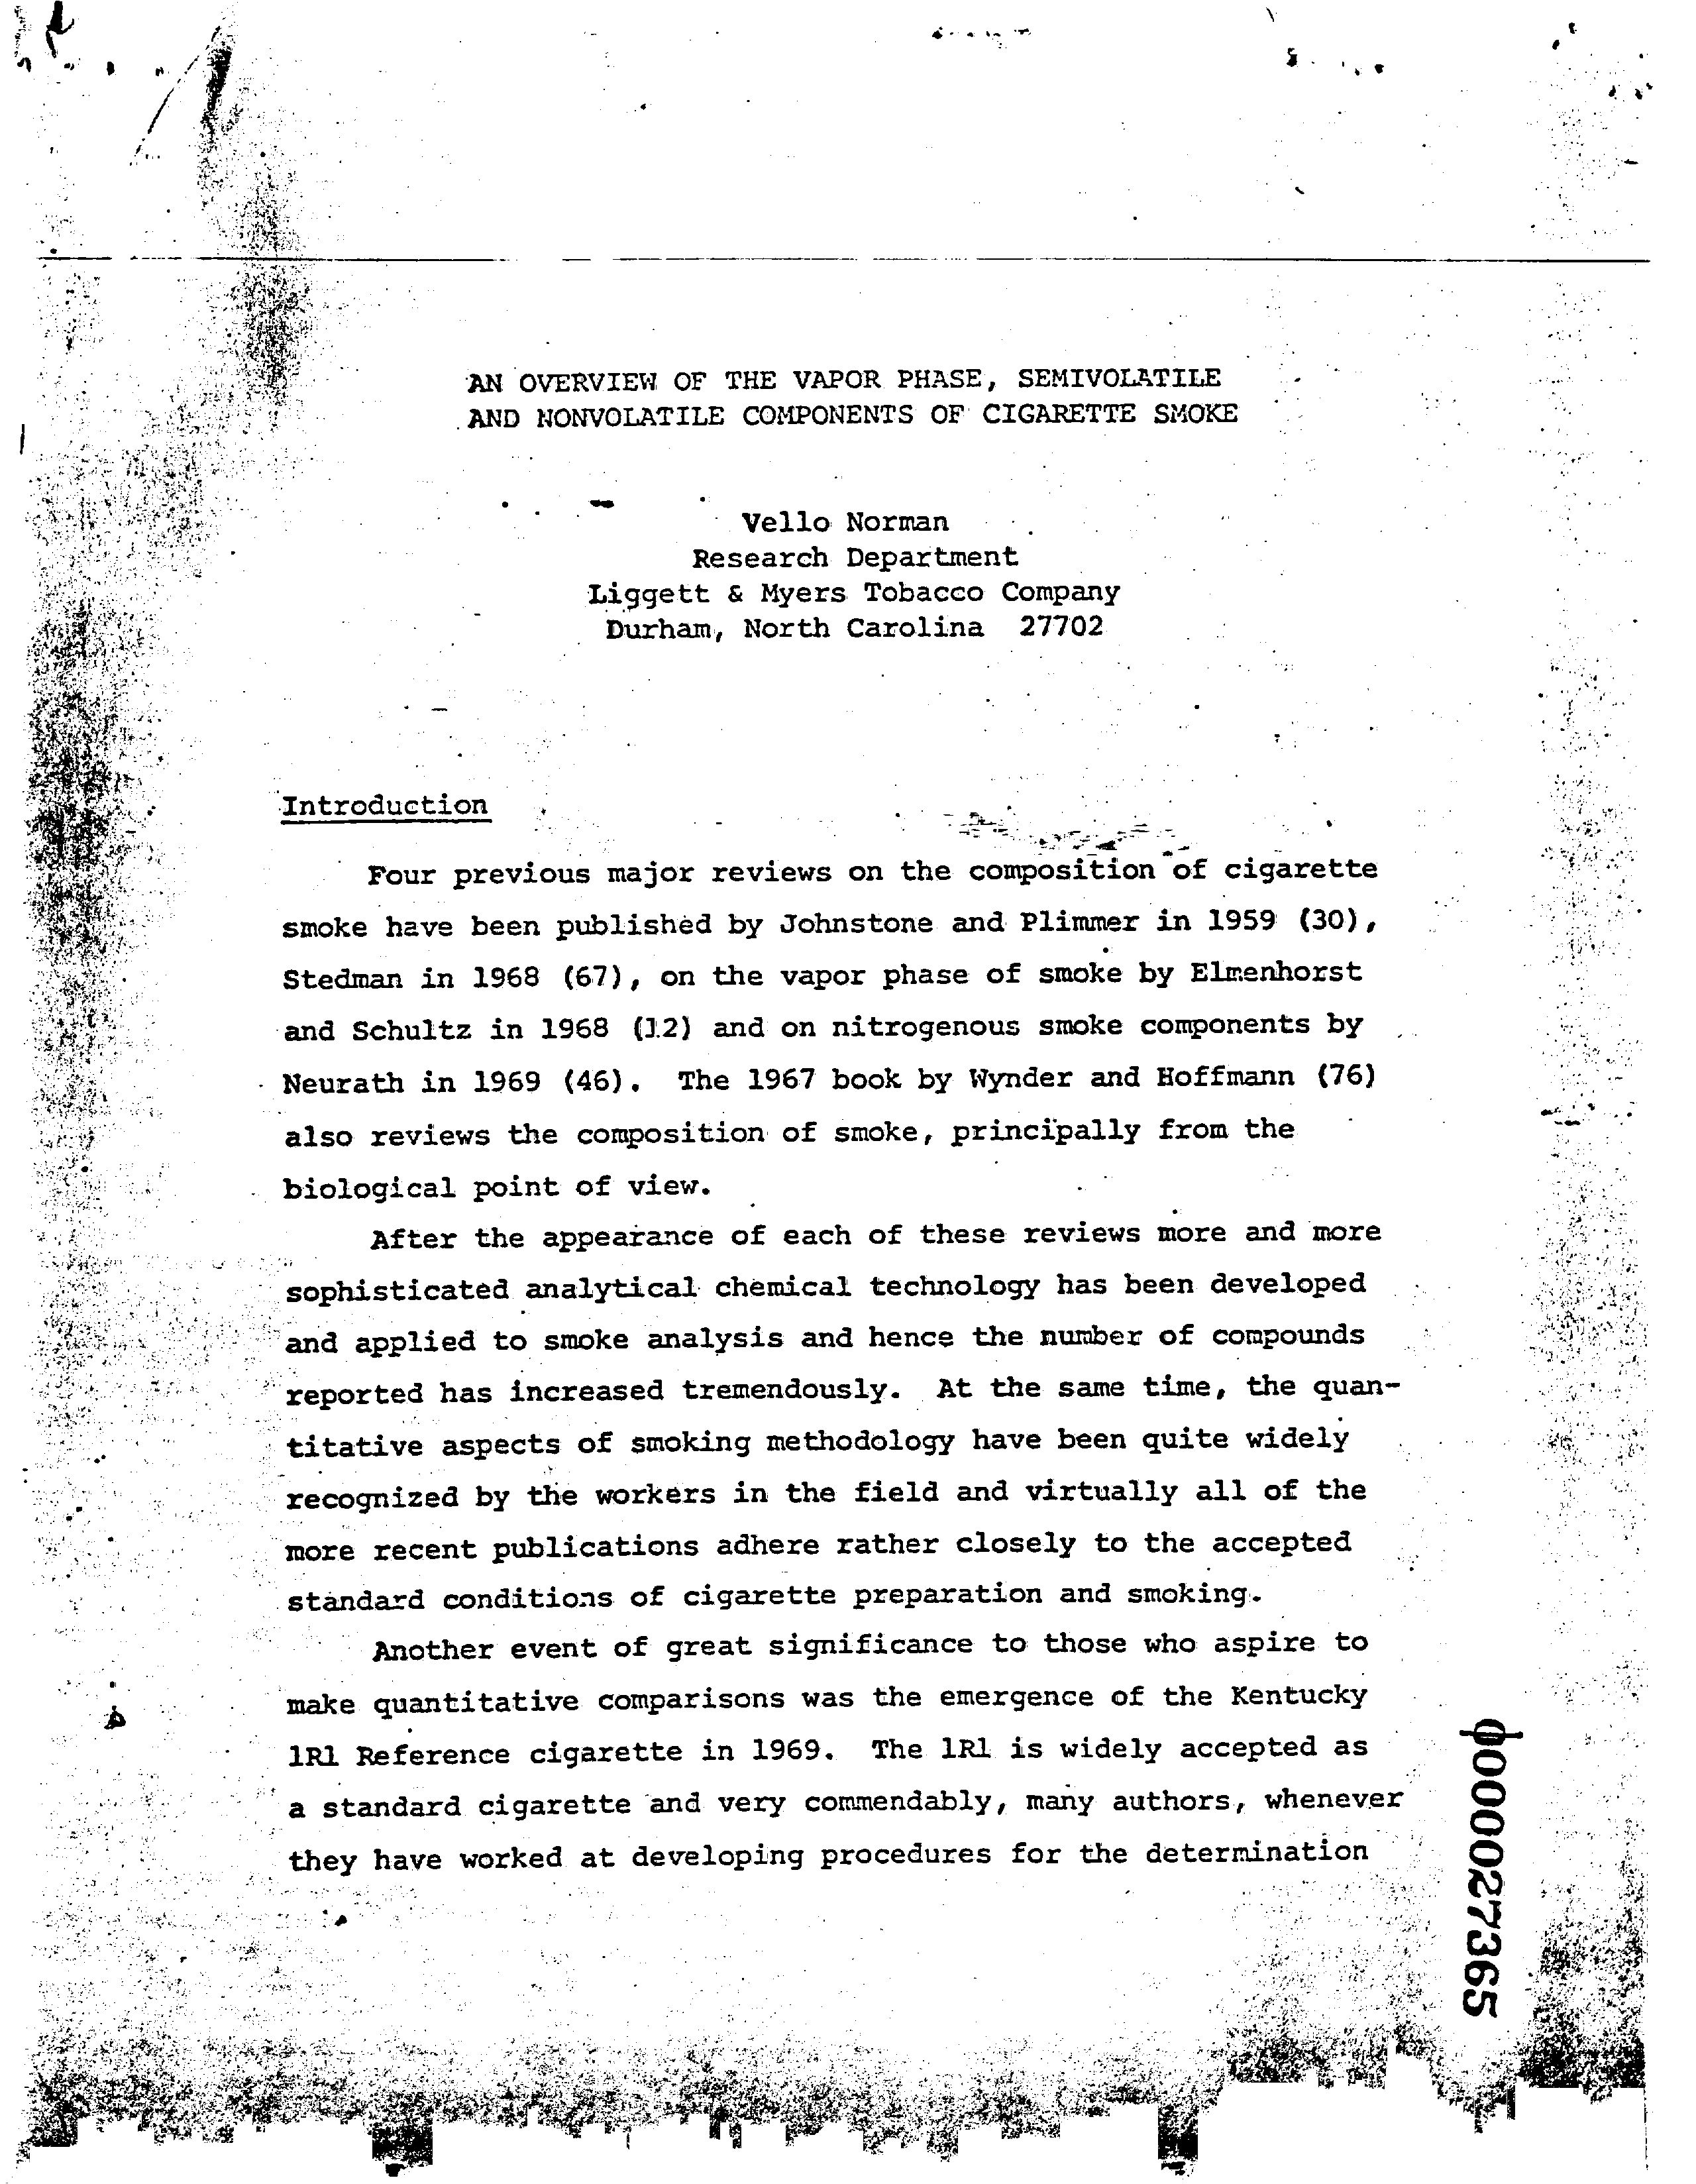 AN OVERVIEW OF THE VAPOR PHASE, SEMIVOLATILE
AND NONVOLATILE COMPONENTS OF CIGARETTE SMOKE
Vello Norman
Research Department
Liggett & Myers Tobacco Company
Durham, North Carolina 27702
Introduction
Four previous major reviews on the composition of cigarette
smoke have been published by Johnstone and Plimmer in 1959 (30),
Stedman in 1968 (67), on the vapor phase of smoke by Elmenhorst
and Schultz in 1968 (12) and on nitrogenous smoke components by
Neurath in 1969 (46). The 1967 book by Wynder and Hoffmann (76)
also reviews the composition of smoke, principally from the
biological point of view.
After the appearance of each of these reviews more and more
sophisticated analytical chemical technology has been developed
and applied to smoke analysis and hence the number of compounds
reported has increased tremendously. At the same time, the quan-
titative aspects of smoking methodology have been quite widely
recognized by the workers in the field and virtually all of the
more recent publications adhere rather closely to the accepted
standard conditions of cigarette preparation and smoking.
Another event of great significance to those who aspire to
make quantitative comparisons was the emergence of the Kentucky
1R1 Reference cigarette in 1969. The 1R1 is widely accepted as
a standard cigarette and very commendably, many authors, whenever
they have worked at developing procedures for the determination
0000027365